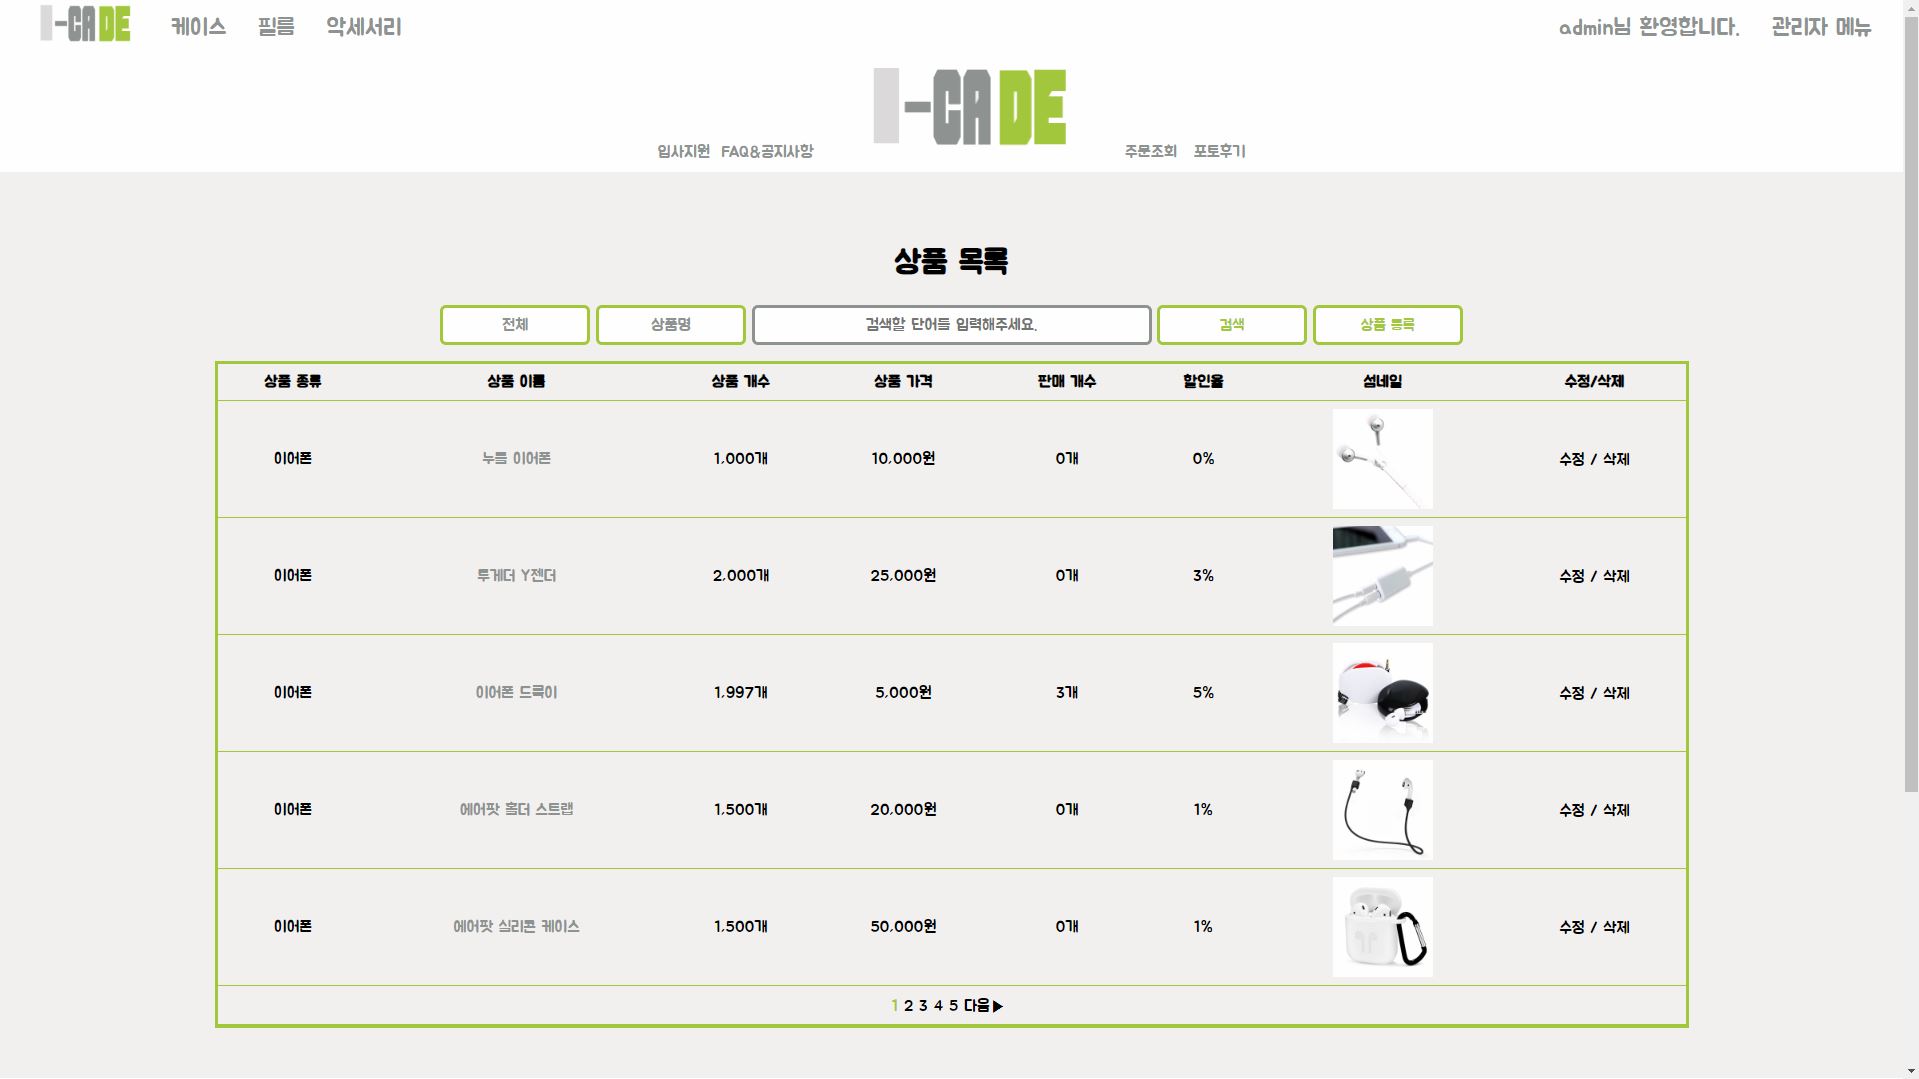 I-CADE 케이스 필름 악세서리 admin님 환영합니다. 관리자 메뉴
I-CADE
입사지원 FAQ&공지사항 주문조회 포토후기
상품 목록
전체 상품명 검색할 단어를 입력해주세요. 검색 상품 등록
상품 종류 상품 이름 상품 개수 상품 가격 판매 개수 할인율 섬네일 수정/삭제
이어폰 누름 이어폰 1,000개 10,000원 0개 0% 수정 / 삭제
이어폰 투게더 Y젠더 2,000개 25,000원 0개 3% 수정 / 삭제
이어폰 이어폰 드룩이 1,997개 5,000원 3개 5% 수정 / 삭제
이어폰 에어팟 홀더 스트랩 1,500개 20,000원 0개 1% 수정 / 삭제
이어폰 에어팟 실리콘 케이스 1,500개 50,000원 0개 1% 수정 / 삭제
1 2 3 4 5 다음▶